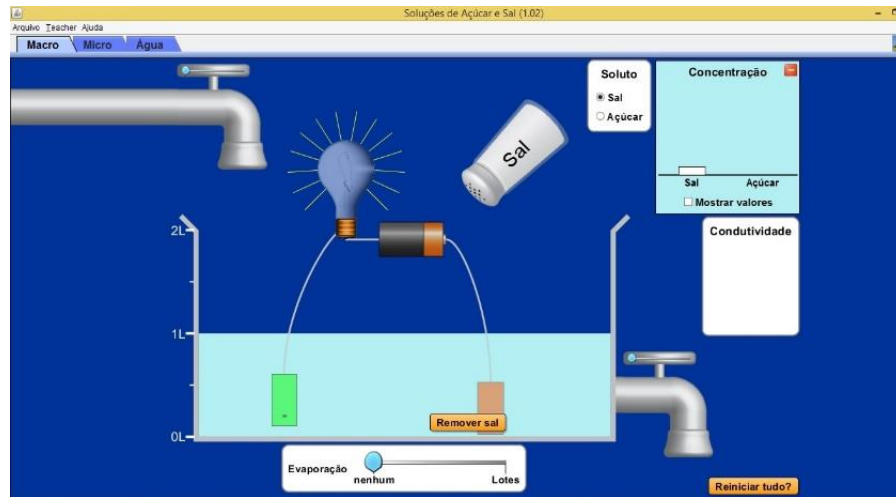 Soluções de Açúcar e Sal (1.02)
Arquivo Teacher Ajuda
Macro Micro Água
Soluto
Sal
Açúcar
Concentração
Sal Açúcar
Mostrar valores
Sal
Condutividade
2L
1L
0L
Remover sal
Evaporação
nenhum Lotes
Reiniciar tudo?